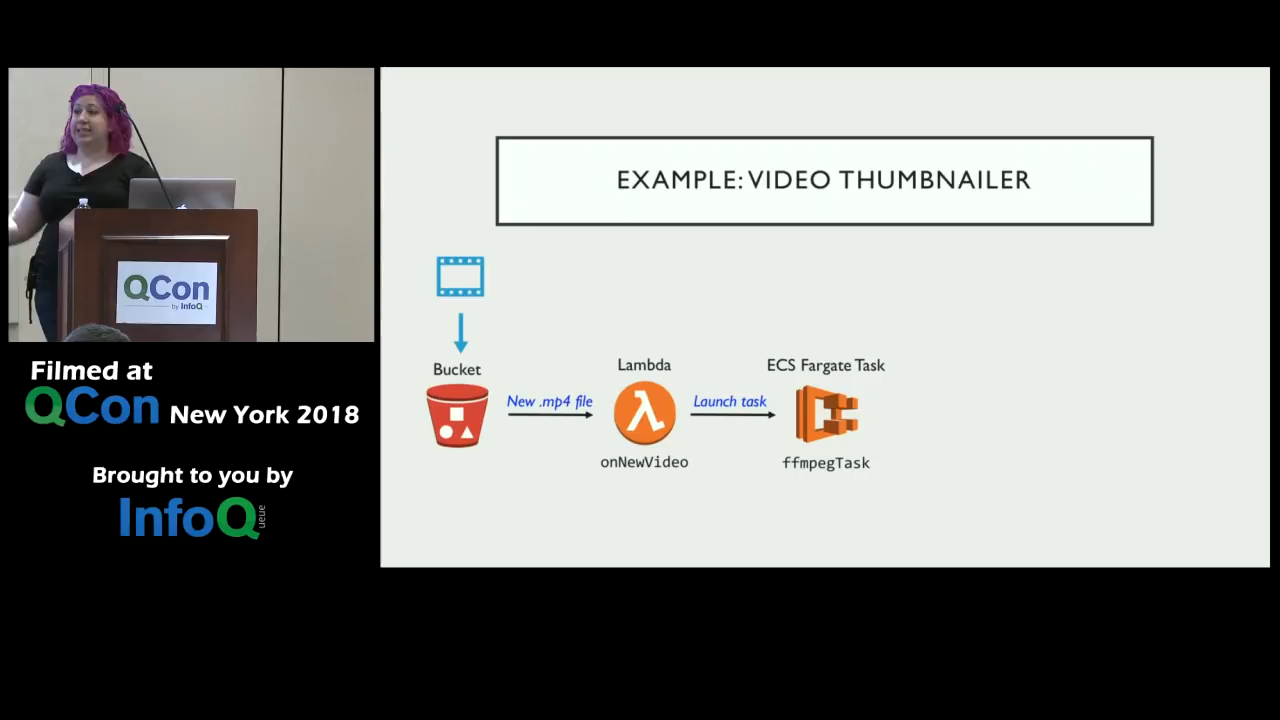 EXAMPLE: VIDEO THUMBNAILER
Bucket
New .mp4 file
Lambda
onNewVideo
Launch task
ECS Fargate Task
ffmpegTask
QCon
by InfoQ
Filmed at
QCon New York 2018
Brought to you by
InfoQ
ueue